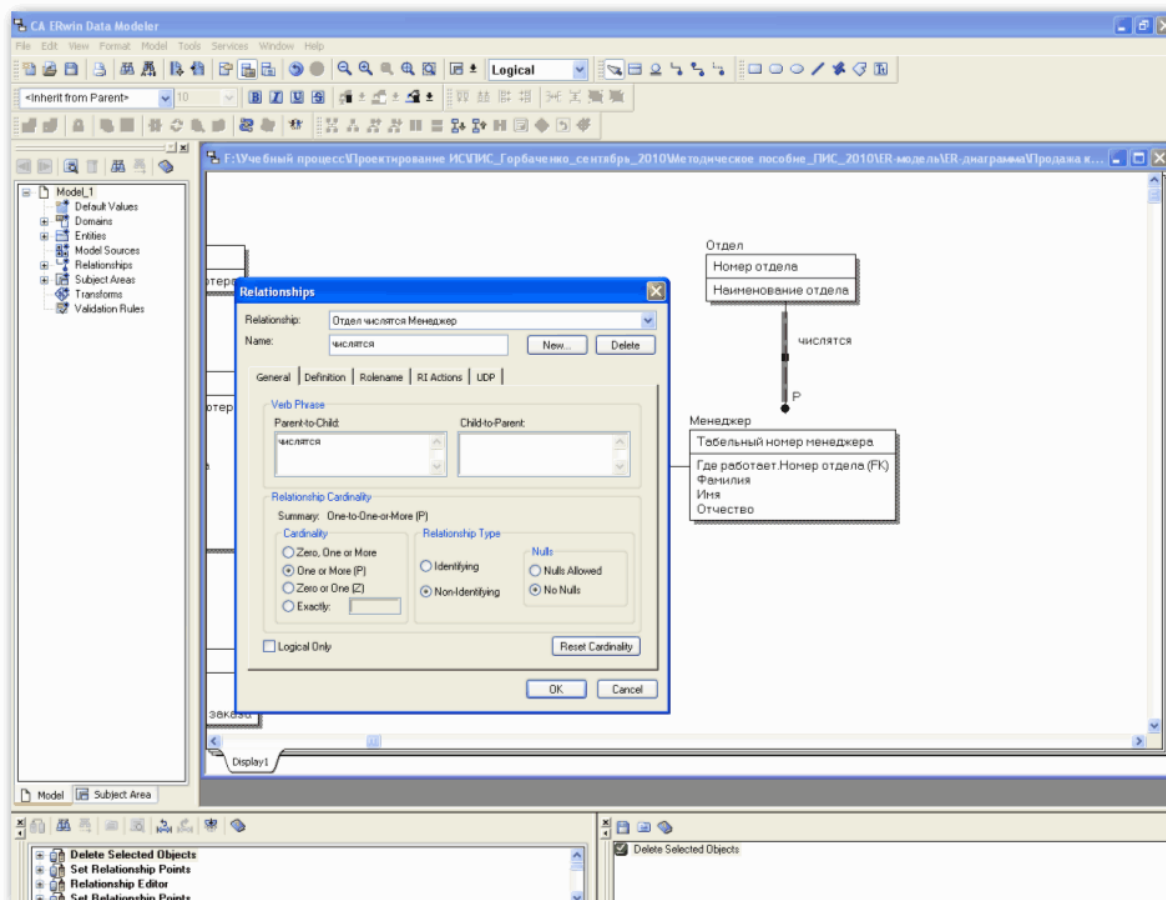 CA ERwin Data Modeler
File Edit View Format Model Tools Services Window Help
Logical
<Inherit from Parent> 10
F:\Учебный процесс\Проектирование ИС\ПИС_Горбаченко_сентябрь_2010\Методическое пособие_ПИС_2010\ER-модель\ER-диаграмма\Продажа к...
Model_1
Default Values
Domains
Entities
Model Sources
Relationships
Subject Areas
Transforms
Validation Rules
Model Subject Area
Отдел
Номер отдела
Наименование отдела
числятся
P
Менеджер
Табельный номер менеджера
Где работает.Номер отдела (FK)
Фамилия
Имя
Отчество
заказа
Relationships
Relationship: Отдел числятся Менеджер
Name: числятся New... Delete
General Definition Rolename RI Actions UDP
Verb Phrase
Parent-to-Child: Child-to-Parent:
числятся
Relationship Cardinality
Summary: One-to-One-or-More (P)
Cardinality Relationship Type
Zero, One or More Nulls
One or More (P) Identifying Nulls Allowed
Zero or One (Z) Non-Identifying No Nulls
Exactly:
Logical Only Reset Cardinality
OK Cancel
Display1
Delete Selected Objects
Set Relationship Points
Relationship Editor
Set Relationship Points
Delete Selected Objects